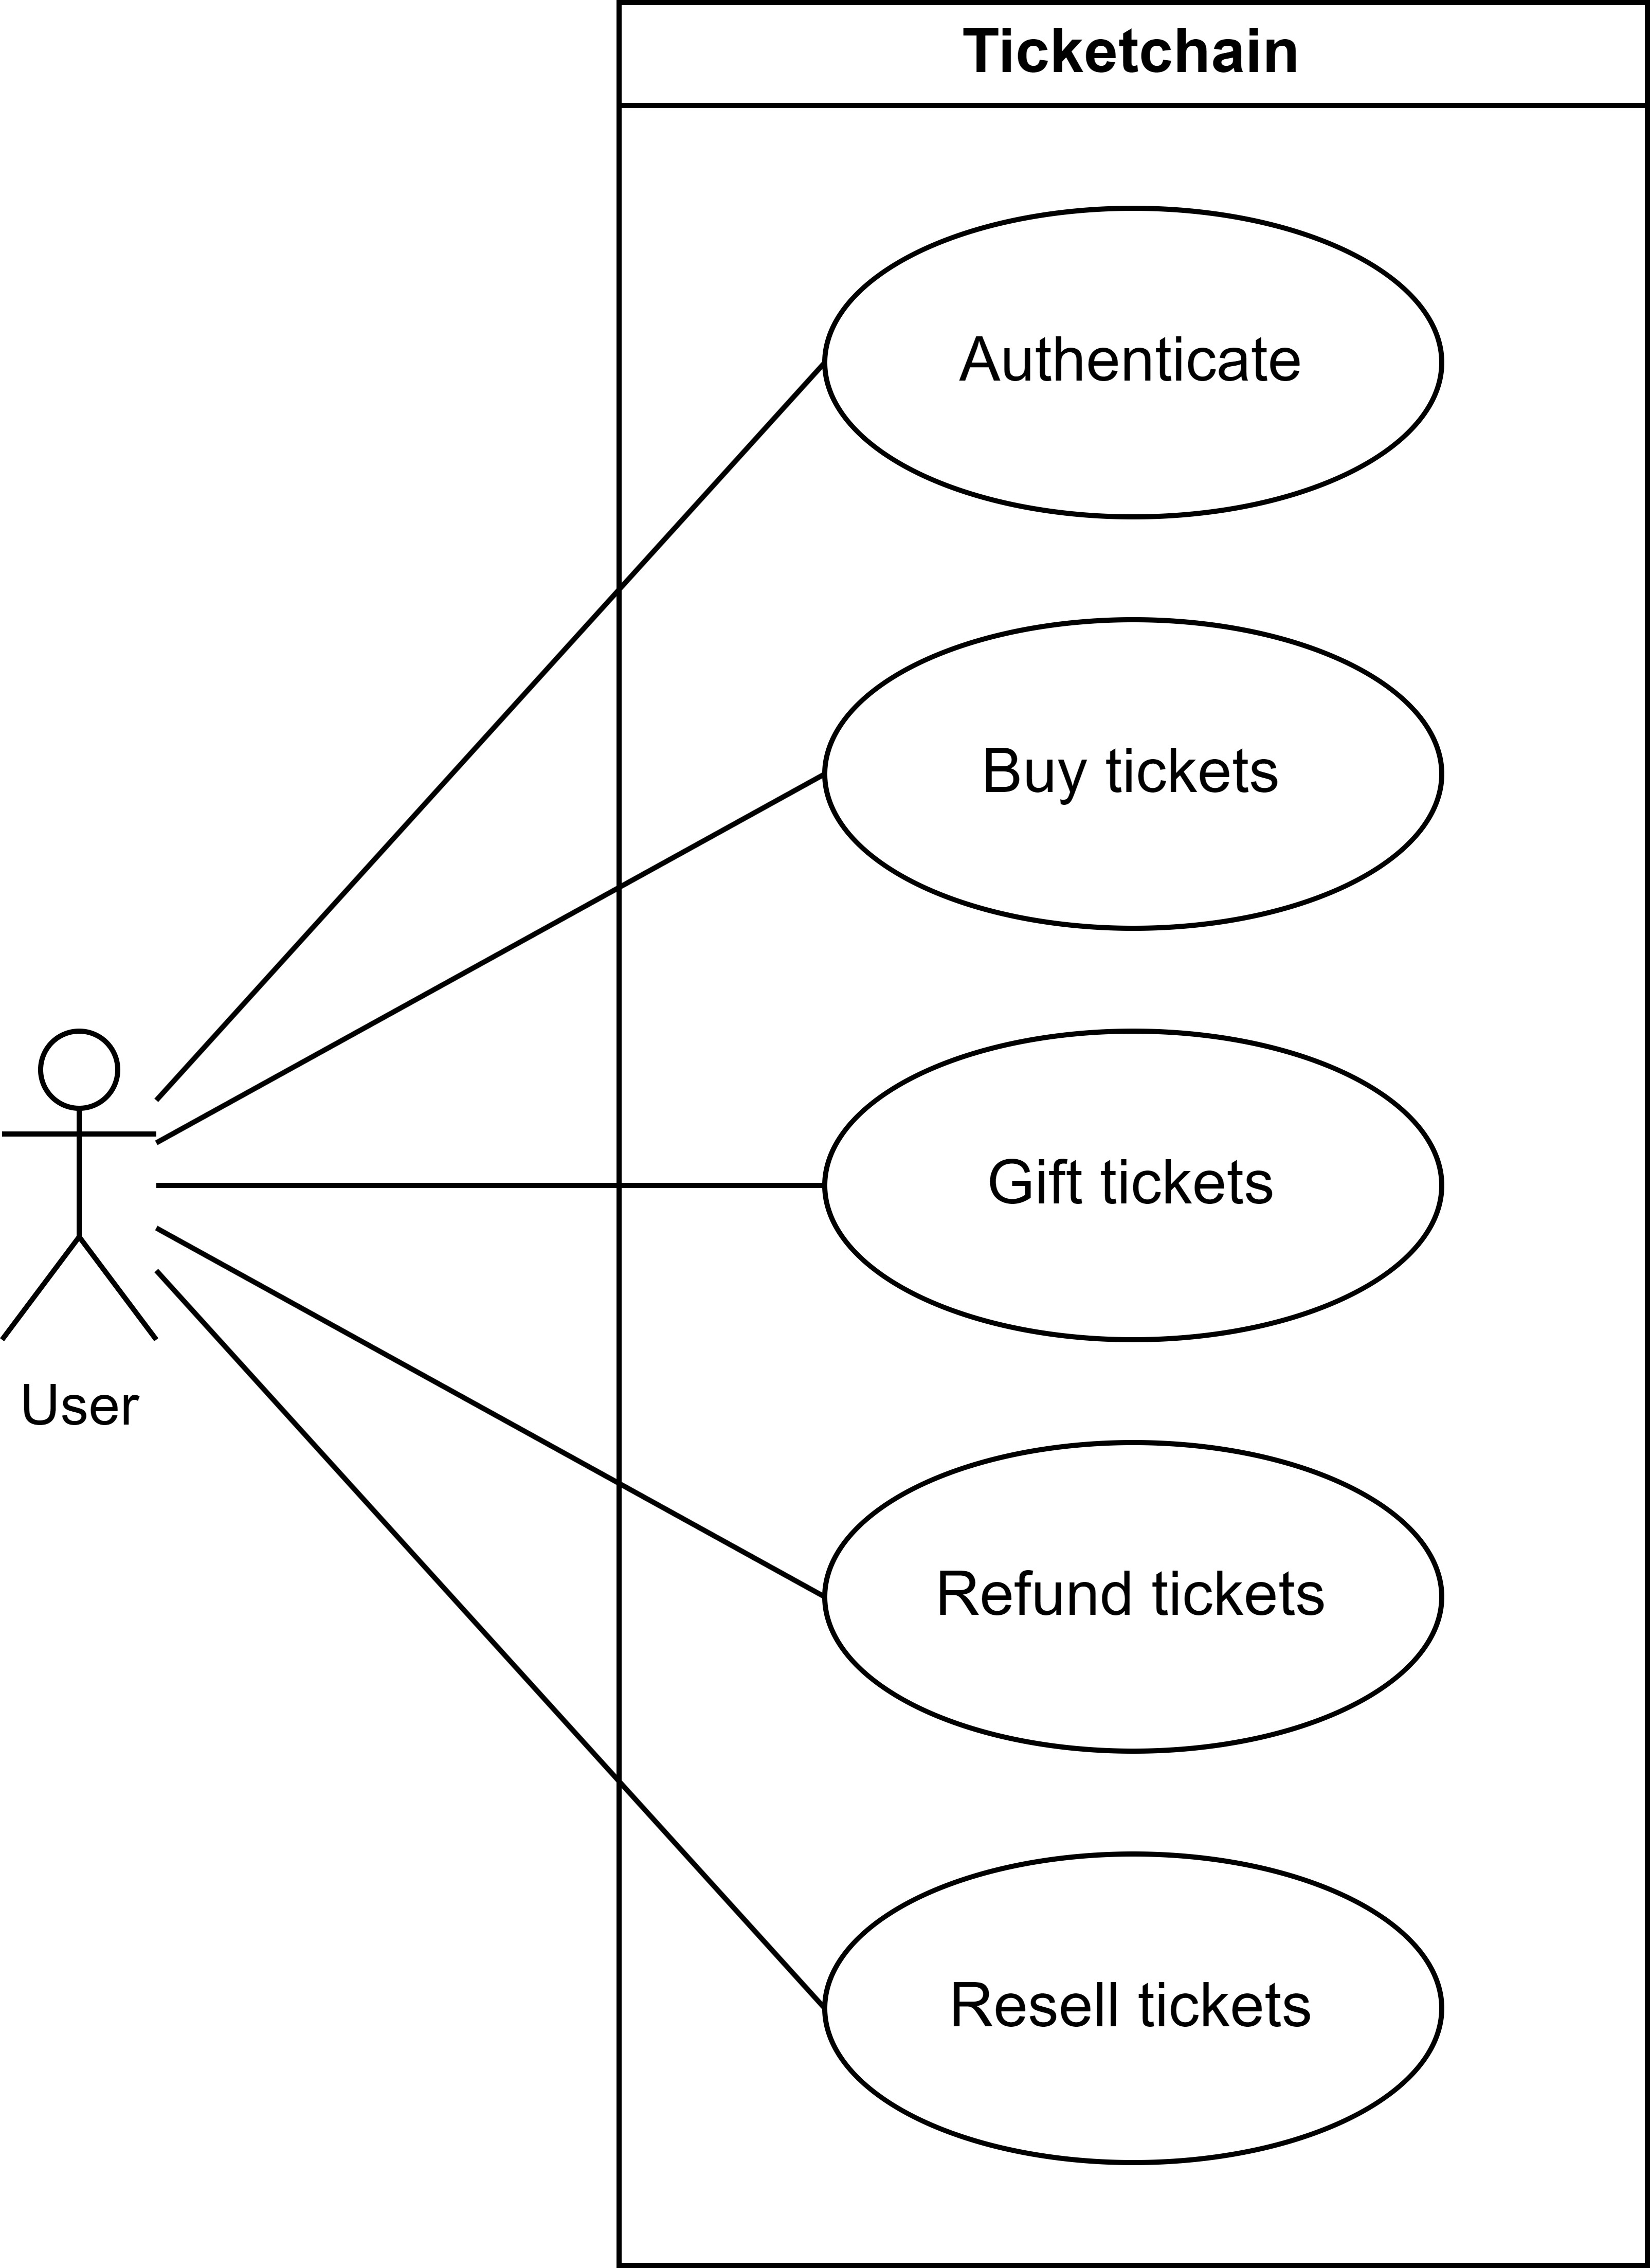 Ticketchain
Authenticate
Buy tickets
Gift tickets
User
Refund tickets
Resell tickets